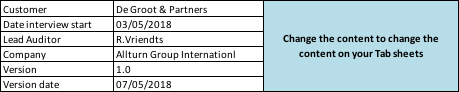 Customer De Groot & Partners
Date interview start 03/05/2018
Lead Auditor R.Vriendts
Company Allturn Group Internationl
Version 1.0
Version date 07/05/2018
Change the content to change the
content on your Tab sheets